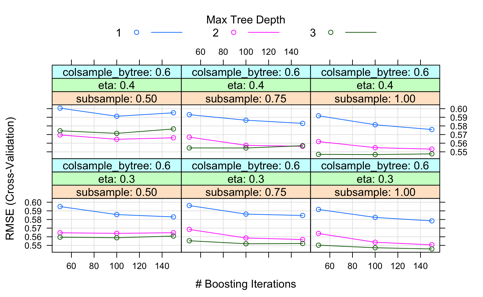 Max Tree Depth
1 2 3
60 80 100 140
colsample_bytree: 0.6 colsample_bytree: 0.6 colsample_bytree: 0.6
eta: 0.4 eta: 0.4 eta: 0.4
subsample: 0.50 subsample: 0.75 subsample: 1.00
0.60
0.59
0.58
0.57
0.56
0.55
colsample_bytree: 0.6 colsample_bytree: 0.6 colsample_bytree: 0.6
eta: 0.3 eta: 0.3 eta: 0.3
subsample: 0.50 subsample: 0.75 subsample: 1.00
0.60
0.59
0.58
0.57
0.56
0.55
60 80 100 140 60 80 100 140
# Boosting Iterations
RMSE (Cross-Validation)